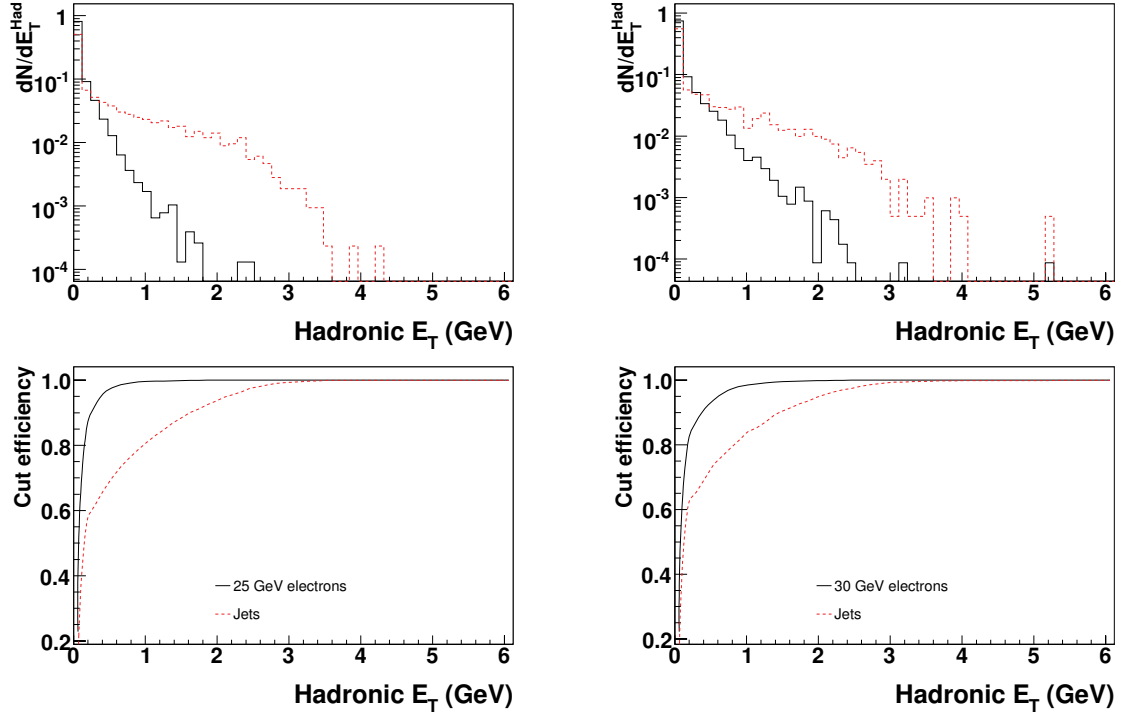 dN/dE_T^Had
1
10^-1
10^-2
10^-3
10^-4
0 1 2 3 4 5 6
Hadronic E_T (GeV)
dN/dE_T^Had
1
10^-1
10^-2
10^-3
10^-4
0 1 2 3 4 5 6
Hadronic E_T (GeV)
Cut efficiency
1.0
0.8
0.6
0.4
0.2
25 GeV electrons
Jets
0 1 2 3 4 5 6
Hadronic E_T (GeV)
Cut efficiency
1.0
0.8
0.6
0.4
0.2
30 GeV electrons
Jets
0 1 2 3 4 5 6
Hadronic E_T (GeV)